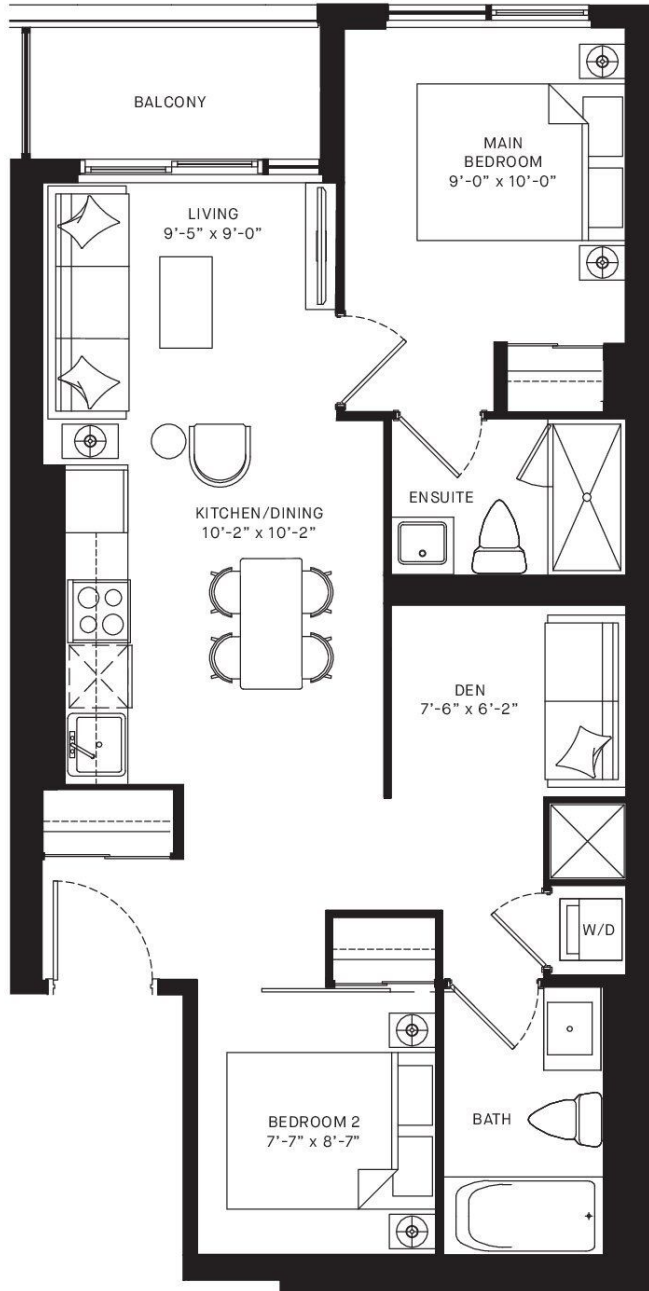 BALCONY
MAIN
BEDROOM
9’-0” x 10’-0”
LIVING
9’-5” x 9’-0”
ENSUITE
KITCHEN/DINING
10’-2” x 10’-2”
DEN
7’-6” x 6’-2”
W/D
BEDROOM 2
7’-7” x 8’-7”
BATH